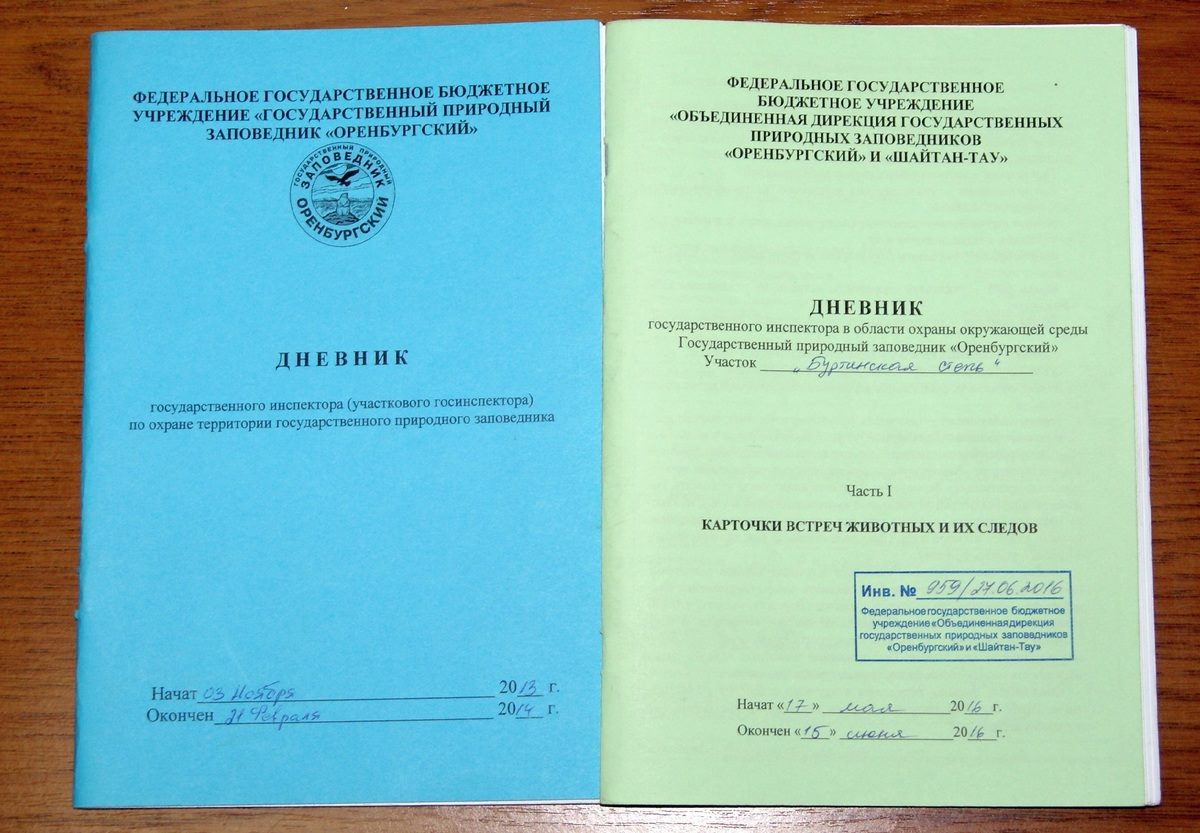 ФЕДЕРАЛЬНОЕ ГОСУДАРСТВЕННОЕ БЮДЖЕТНОЕ
УЧРЕЖДЕНИЕ «ГОСУДАРСТВЕННЫЙ ПРИРОДНЫЙ
ЗАПОВЕДНИК «ОРЕНБУРГСКИЙ»
ГОСУДАРСТВЕННЫЙ ПРИРОДНЫЙ
ЗАПОВЕДНИК
ОРЕНБУРГСКИЙ
ДНЕВНИК
государственного инспектора (участкового госинспектора)
по охране территории государственного природного заповедника
Начат 03 Ноября 2013 г.
Окончен 21 Февраля 2014 г.
ФЕДЕРАЛЬНОЕ ГОСУДАРСТВЕННОЕ
БЮДЖЕТНОЕ УЧРЕЖДЕНИЕ
«ОБЪЕДИНЕННАЯ ДИРЕКЦИЯ ГОСУДАРСТВЕННЫХ
ПРИРОДНЫХ ЗАПОВЕДНИКОВ
«ОРЕНБУРГСКИЙ» И «ШАЙТАН-ТАУ»
ДНЕВНИК
государственного инспектора в области охраны окружающей среды
Государственный природный заповедник «Оренбургский»
Участок „Буртинская степь“
Часть I
КАРТОЧКИ ВСТРЕЧ ЖИВОТНЫХ И ИХ СЛЕДОВ
Инв. № 959/27.06.2016
Федеральное государственное бюджетное
учреждение «Объединенная дирекция
государственных природных заповедников
«Оренбургский» и «Шайтан-Тау»
Начат «17» мая 2016 г.
Окончен «15» июня 2016 г.